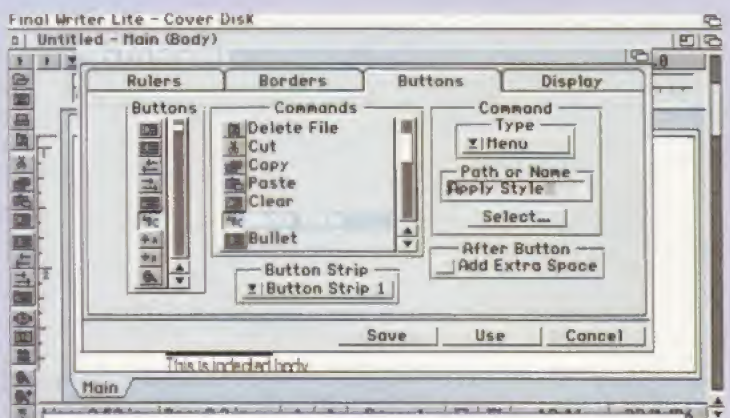 Final Writer Lite - Cover Disk
Untitled - Main (Body)
Rulers Borders Buttons Display
Buttons
Commands
Delete File
Cut
Copy
Paste
Clear
Bullet
Button Strip
Button Strip 1
Command
Type
Menu
Path or Name
Apply Style
Select...
After Button
Add Extra Space
Save Use Cancel
This is indented body
Main